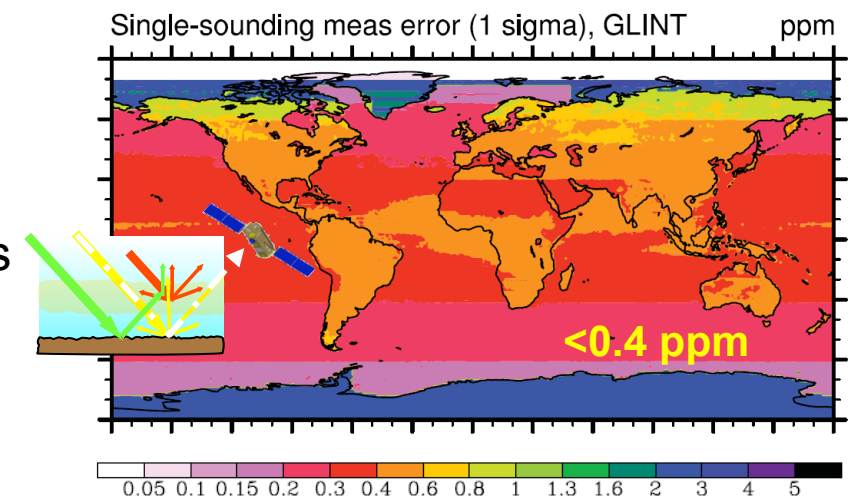 Single-sounding meas error (1 sigma), GLINT ppm
s
<0.4 ppm
0.05 0.1 0.15 0.2 0.3 0.4 0.6 0.8 1 1.3 1.6 2 3 4 5